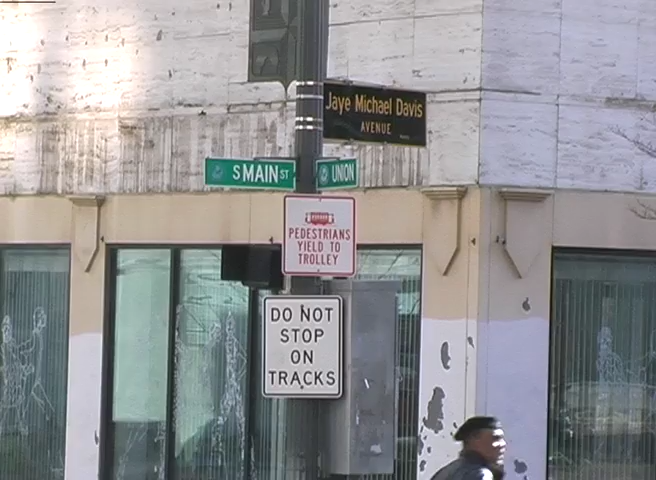 Jaye Michael Davis
AVENUE
S MAIN ST
UNION
PEDESTRIANS
YIELD TO
TROLLEY
DO NOT
STOP
ON
TRACKS